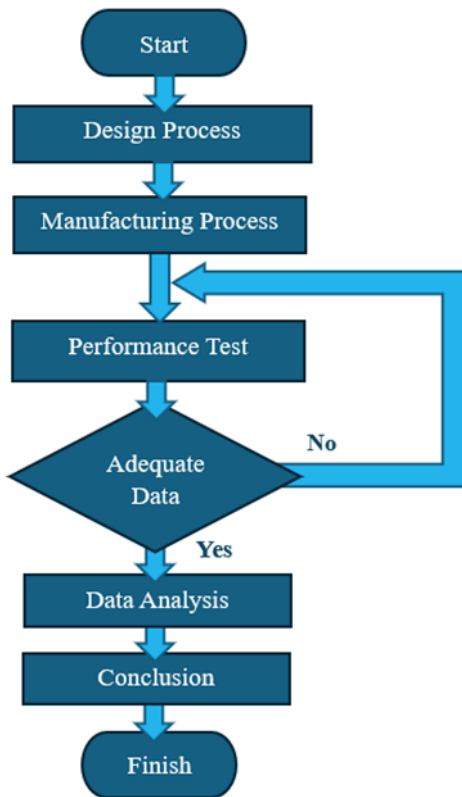 Start
Design Process
Manufacturing Process
Performance Test
Adequate
Data
No
Yes
Data Analysis
Conclusion
Finish